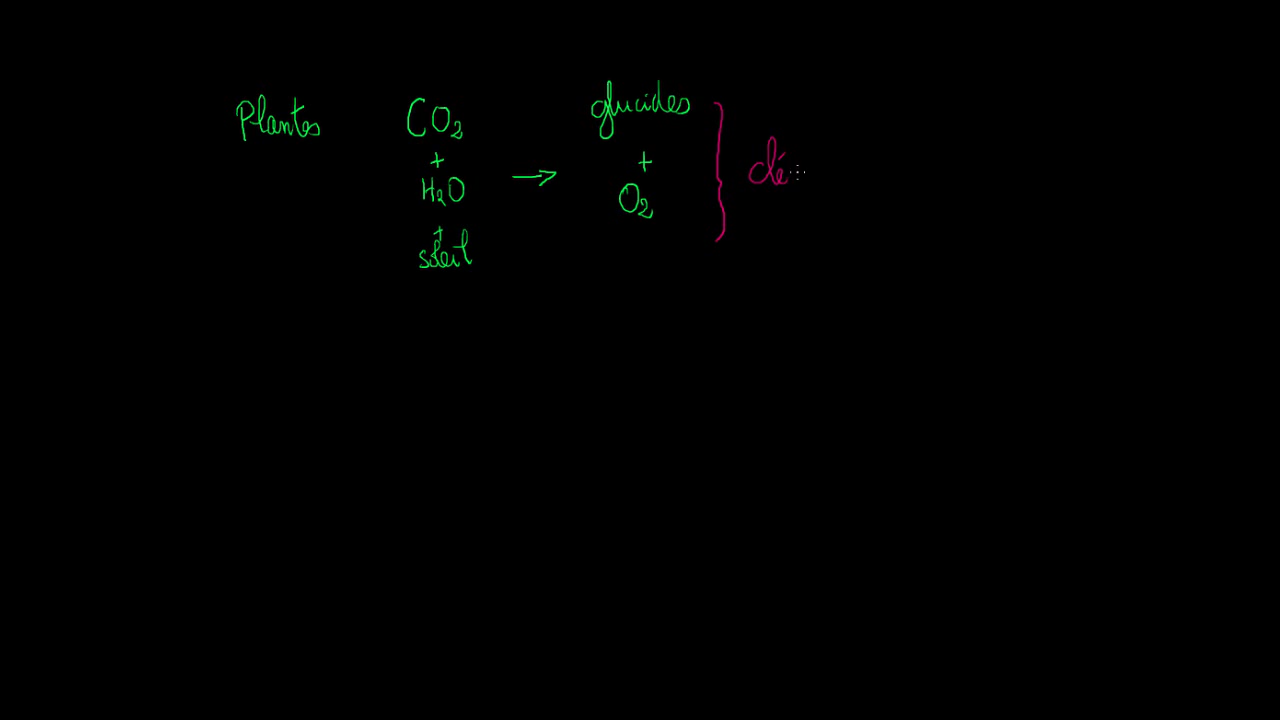 Plantes CO₂ glucides
+ +
H₂O → O₂
+
soleil
dé